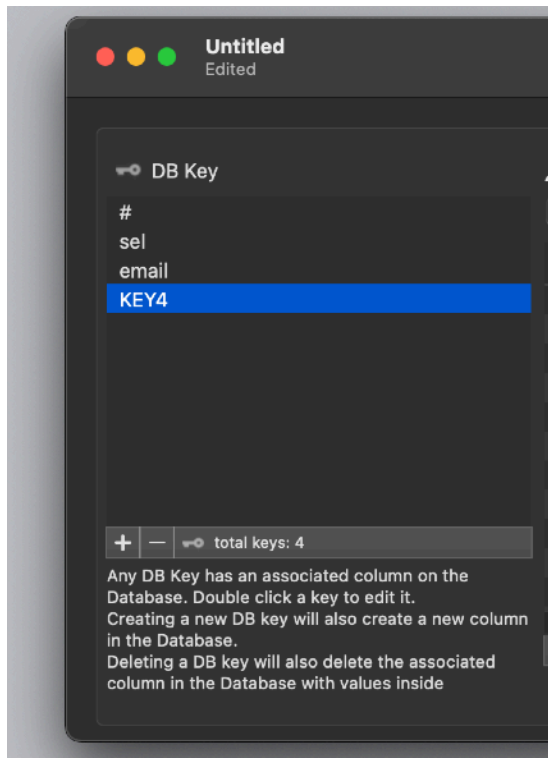 Untitled
Edited
DB Key
#
sel
email
KEY4
total keys: 4
Any DB Key has an associated column on the
Database. Double click a key to edit it.
Creating a new DB key will also create a new column
in the Database.
Deleting a DB key will also delete the associated
column in the Database with values inside